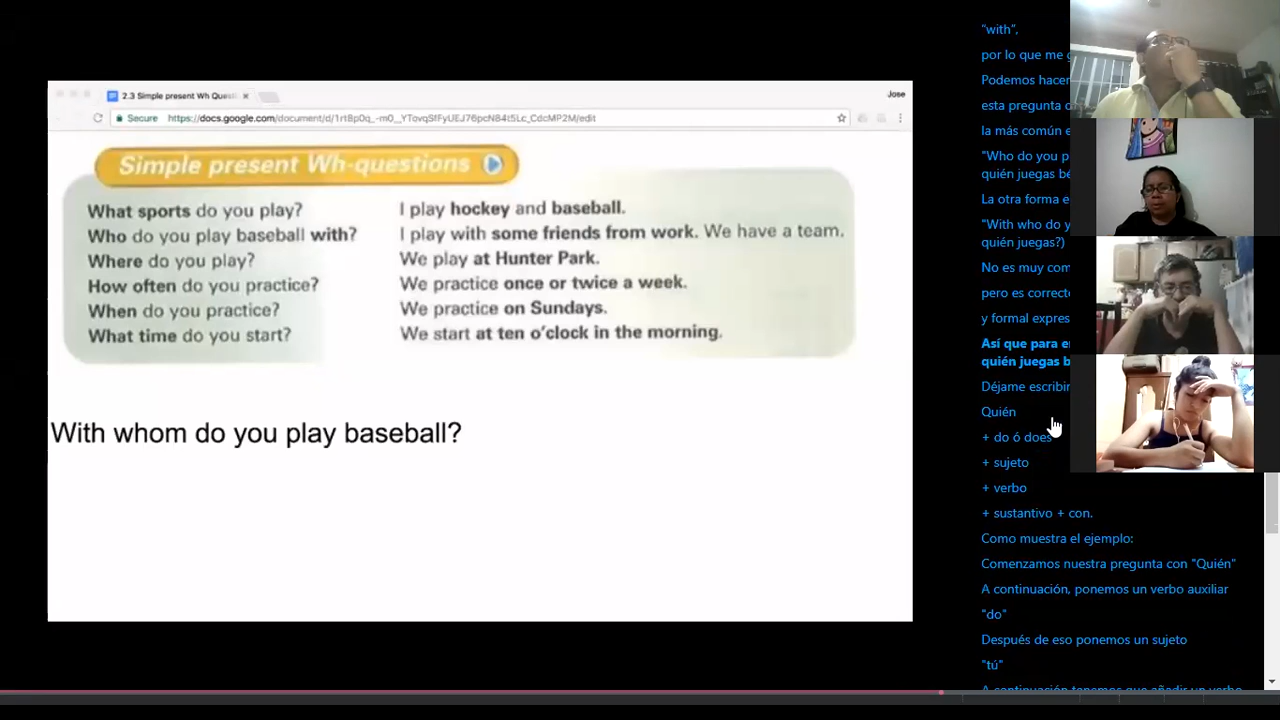 2.3 Simple present Wh Questi
Jose
Secure https://docs.google.com/document/d/1rt8p0q_-m0__YTovqSfFyUEJ76pcN84t5Lc_CdcMP2M/edit
Simple present Wh-questions
What sports do you play? I play hockey and baseball.
Who do you play baseball with? I play with some friends from work. We have a team.
Where do you play? We play at Hunter Park.
How often do you practice? We practice once or twice a week.
When do you practice? We practice on Sundays.
What time do you start? We start at ten o'clock in the morning.
With whom do you play baseball?
"with",
por lo que me
Podemos hacer
esta pregunta
la más común
"Who do you
quién juegas
La otra forma
"With who do
quién juegas?)
No es muy
pero es
y formal
Así que para
quién juegas
Déjame escribir
Quién
+ do ó does
+ sujeto
+ verbo
+ sustantivo + con.
Como muestra el ejemplo:
Comenzamos nuestra pregunta con "Quién"
A continuación, ponemos un verbo auxiliar
"do"
Después de eso ponemos un sujeto
"tú"
A continuación tenemos que añadir un verbo